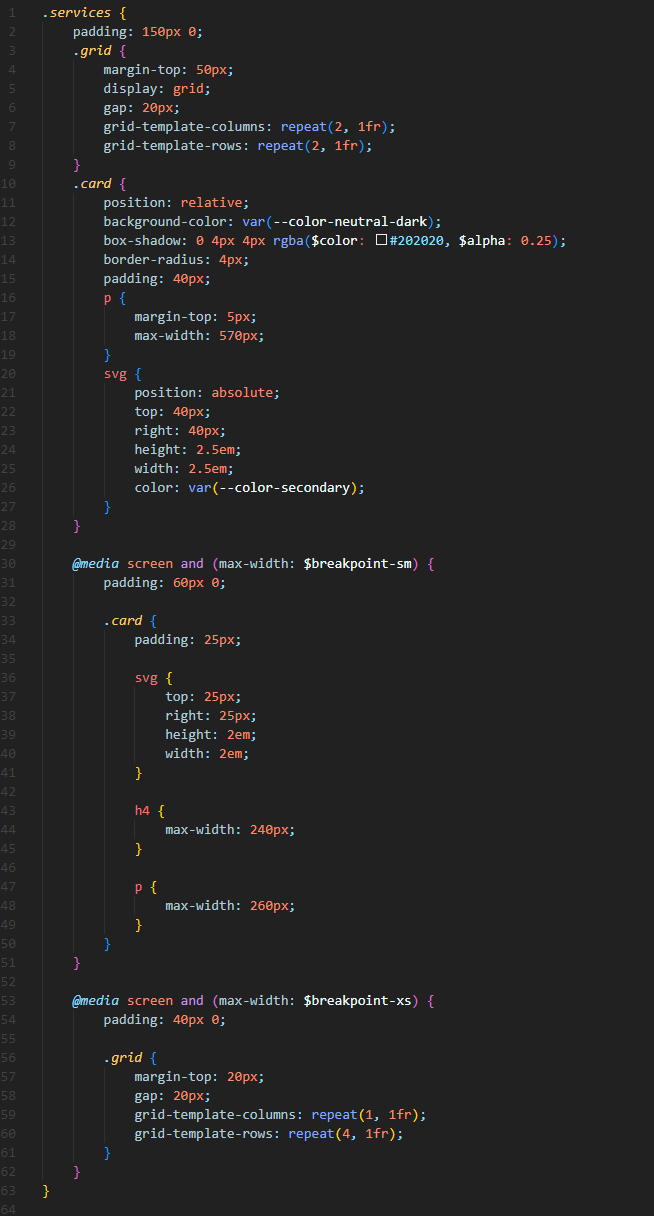 1 .services {
2     padding: 150px 0;
3     .grid {
4         margin-top: 50px;
5         display: grid;
6         gap: 20px;
7         grid-template-columns: repeat(2, 1fr);
8         grid-template-rows: repeat(2, 1fr);
9     }
10     .card {
11         position: relative;
12         background-color: var(--color-neutral-dark);
13         box-shadow: 0 4px 4px rgba($color: #202020, $alpha: 0.25);
14         border-radius: 4px;
15         padding: 40px;
16         p {
17             margin-top: 5px;
18             max-width: 570px;
19         }
20         svg {
21             position: absolute;
22             top: 40px;
23             right: 40px;
24             height: 2.5em;
25             width: 2.5em;
26             color: var(--color-secondary);
27         }
28     }
29
30     @media screen and (max-width: $breakpoint-sm) {
31         padding: 60px 0;
32
33         .card {
34             padding: 25px;
35
36             svg {
37                 top: 25px;
38                 right: 25px;
39                 height: 2em;
40                 width: 2em;
41             }
42
43             h4 {
44                 max-width: 240px;
45             }
46
47             p {
48                 max-width: 260px;
49             }
50         }
51     }
52
53     @media screen and (max-width: $breakpoint-xs) {
54         padding: 40px 0;
55
56         .grid {
57             margin-top: 20px;
58             gap: 20px;
59             grid-template-columns: repeat(1, 1fr);
60             grid-template-rows: repeat(4, 1fr);
61         }
62     }
63 }
64